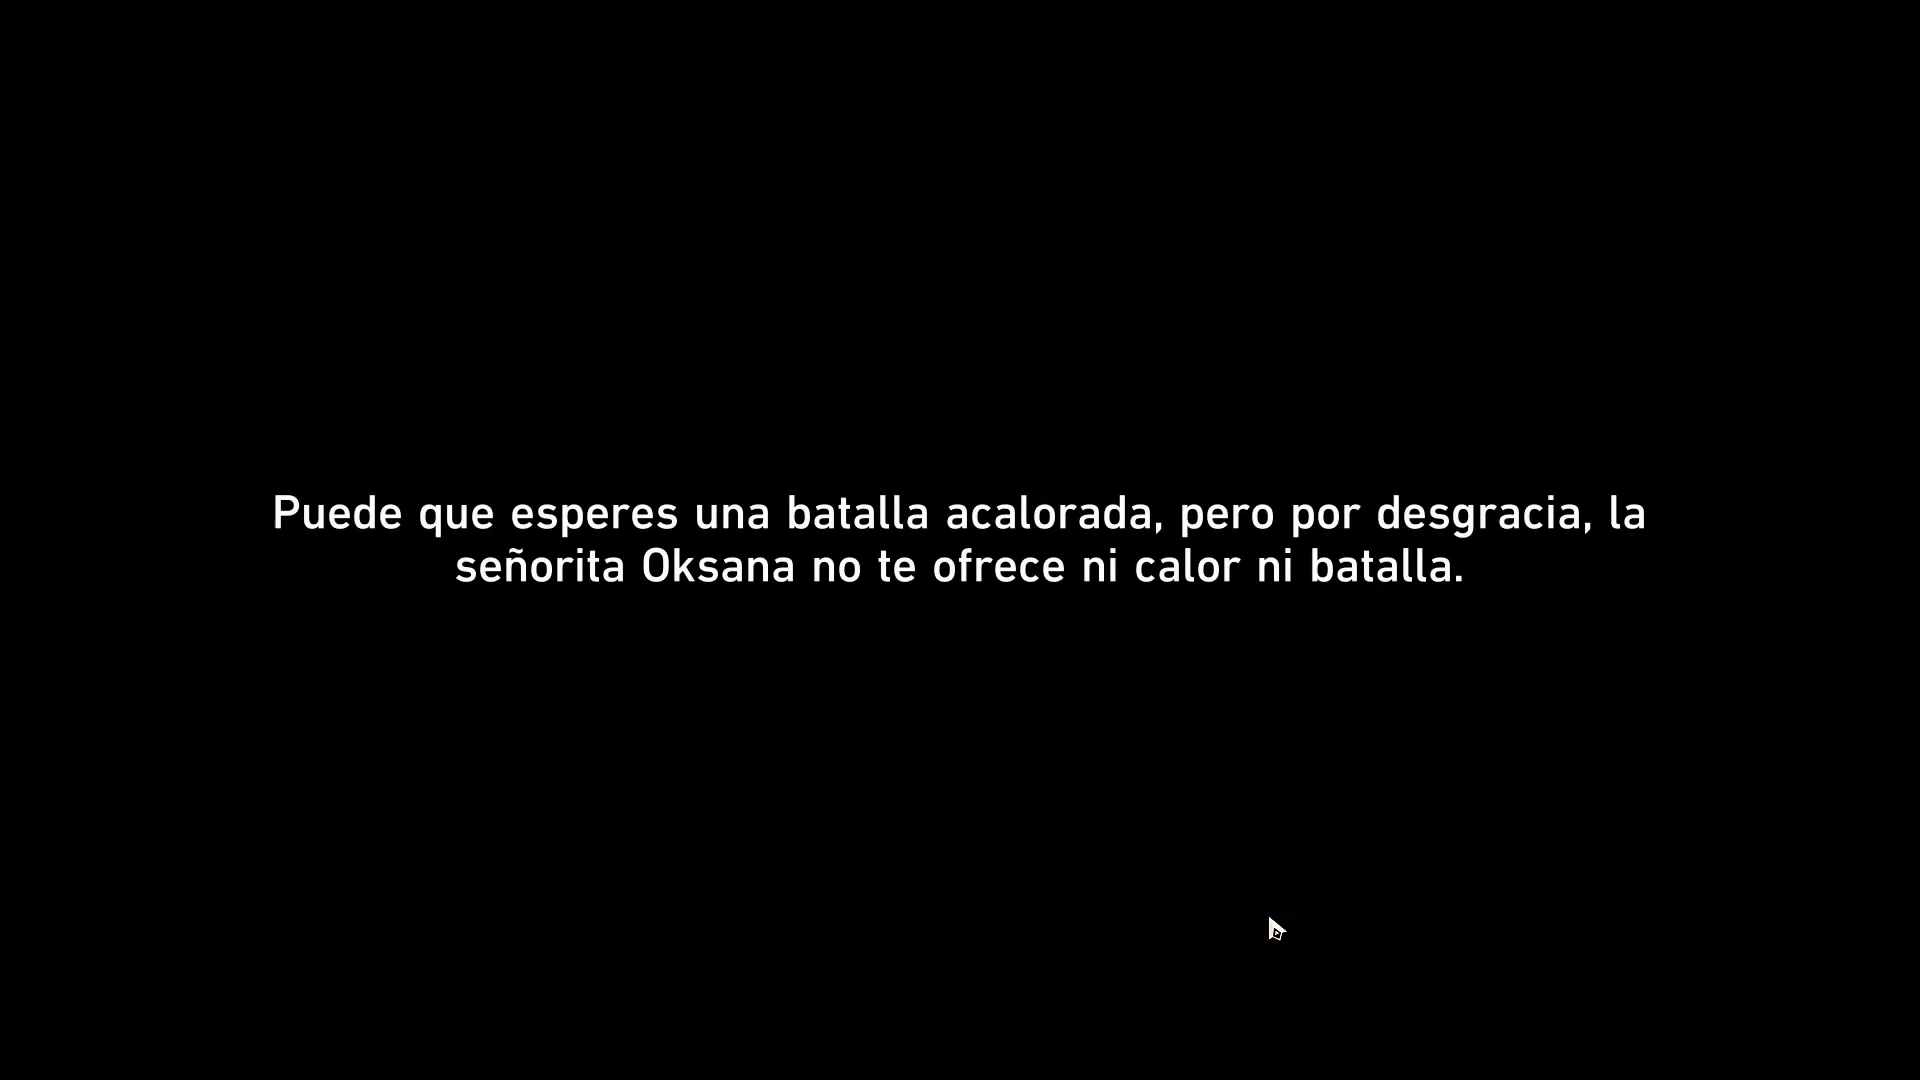 Puede que esperes una batalla acalorada, pero por desgracia, la
señorita Oksana no te ofrece ni calor ni batalla.